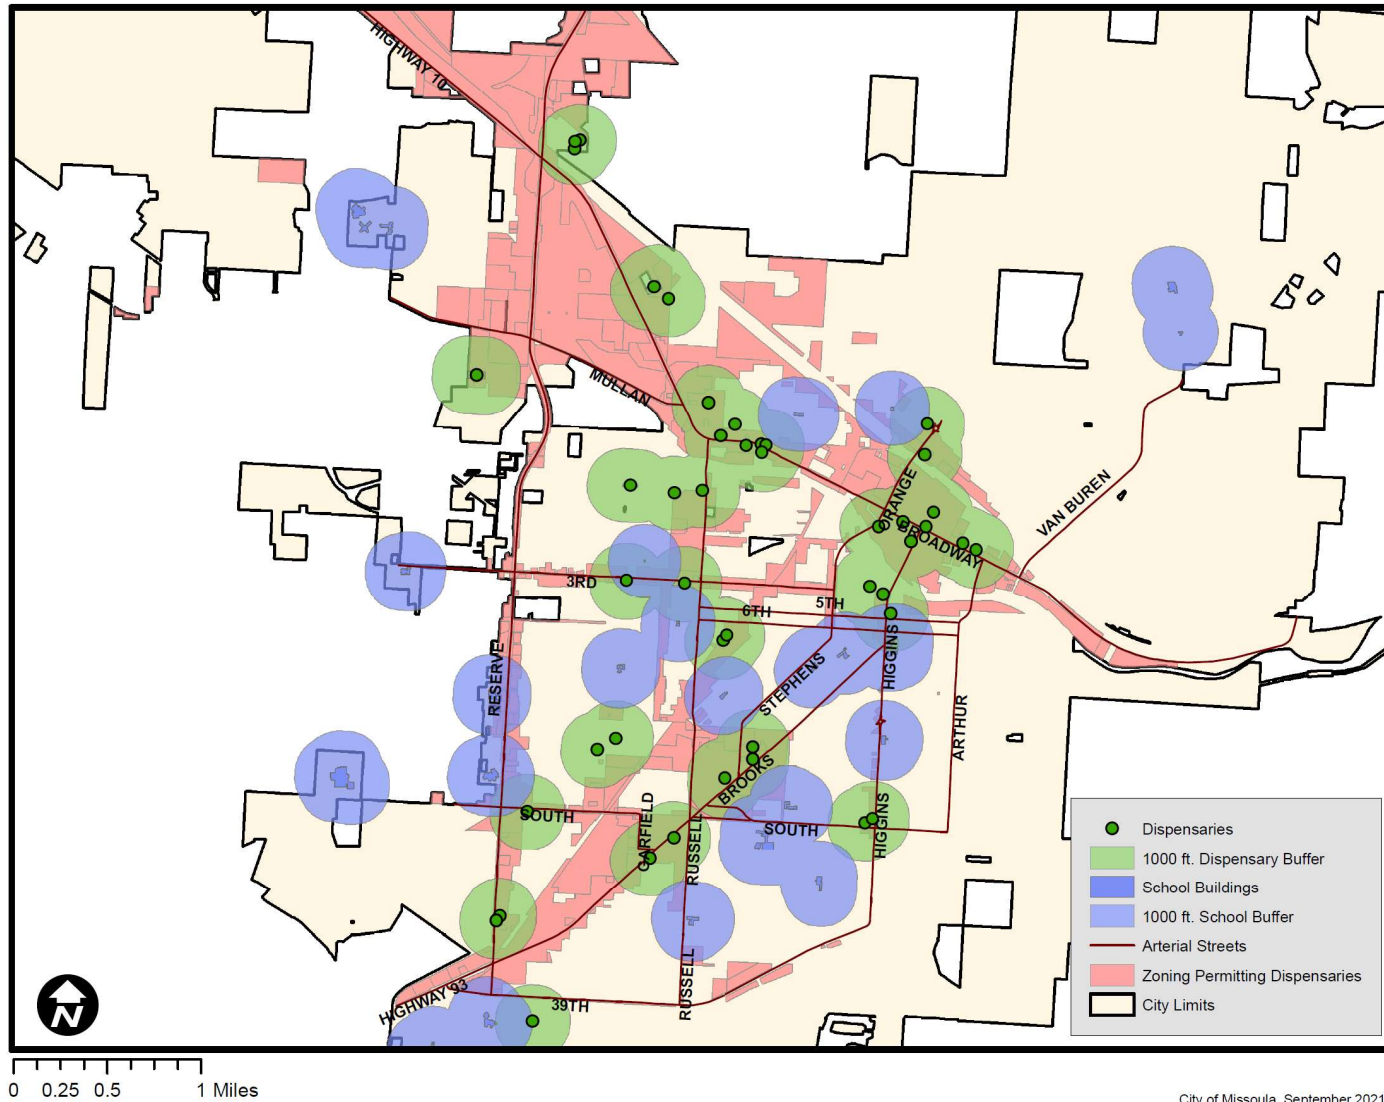 HIGHWAY 10
MULLAN
ORANGE
BROADWAY
VAN BUREN
3RD
5TH
6TH
RESERVE
STEPHENS
HIGGINS
ARTHUR
BROOKS
SOUTH
GARFIELD
RUSSELL
SOUTH
HIGGINS
RUSSELL
HIGHWAY 93
39TH
N
Dispensaries
1000 ft. Dispensary Buffer
School Buildings
1000 ft. School Buffer
Arterial Streets
Zoning Permitting Dispensaries
City Limits
0 0.25 0.5 1 Miles
City of Missoula, September 2021